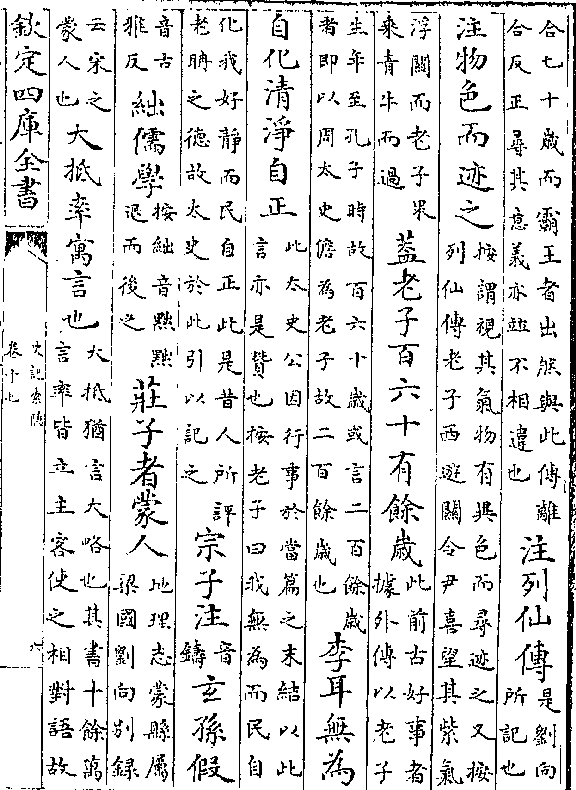 合七十歲而霸王者出然與此傳離
合反正尋其意義亦並不相違也
注列仙傳
是劉向
所記也
注物色而迹之
按謂視其氣物有異色而尋迹之又按
列仙傳老子西遊關令尹喜望其紫氣
浮關而老子果
乘青牛而過
蓋老子百六十有餘歲
此前古好事者
據外傳以老子
生年至孔子時故百六十歲或言二百餘歲
者即以周太史儋為老子故二百餘歲也
李耳無為
自化清淨自正
此太史公因行事於當篇之末結以此
言亦是贊也按老子曰我無為而民自
化我好静而民自正此是昔人所評
老聃之德故太史於此引以記之
宗子注
音
鑄
玄孫假
音古
雅反
絀儒學
按絀音黜黜
退而後之
莊子者蒙人
地理志蒙縣屬
梁國劉向别錄
云宋之
蒙人也
大抵率寓言也
大抵猶言大略也其書十餘萬
言率皆立主客使之相對語故
欽定四庫全書
史記索隱
卷十七